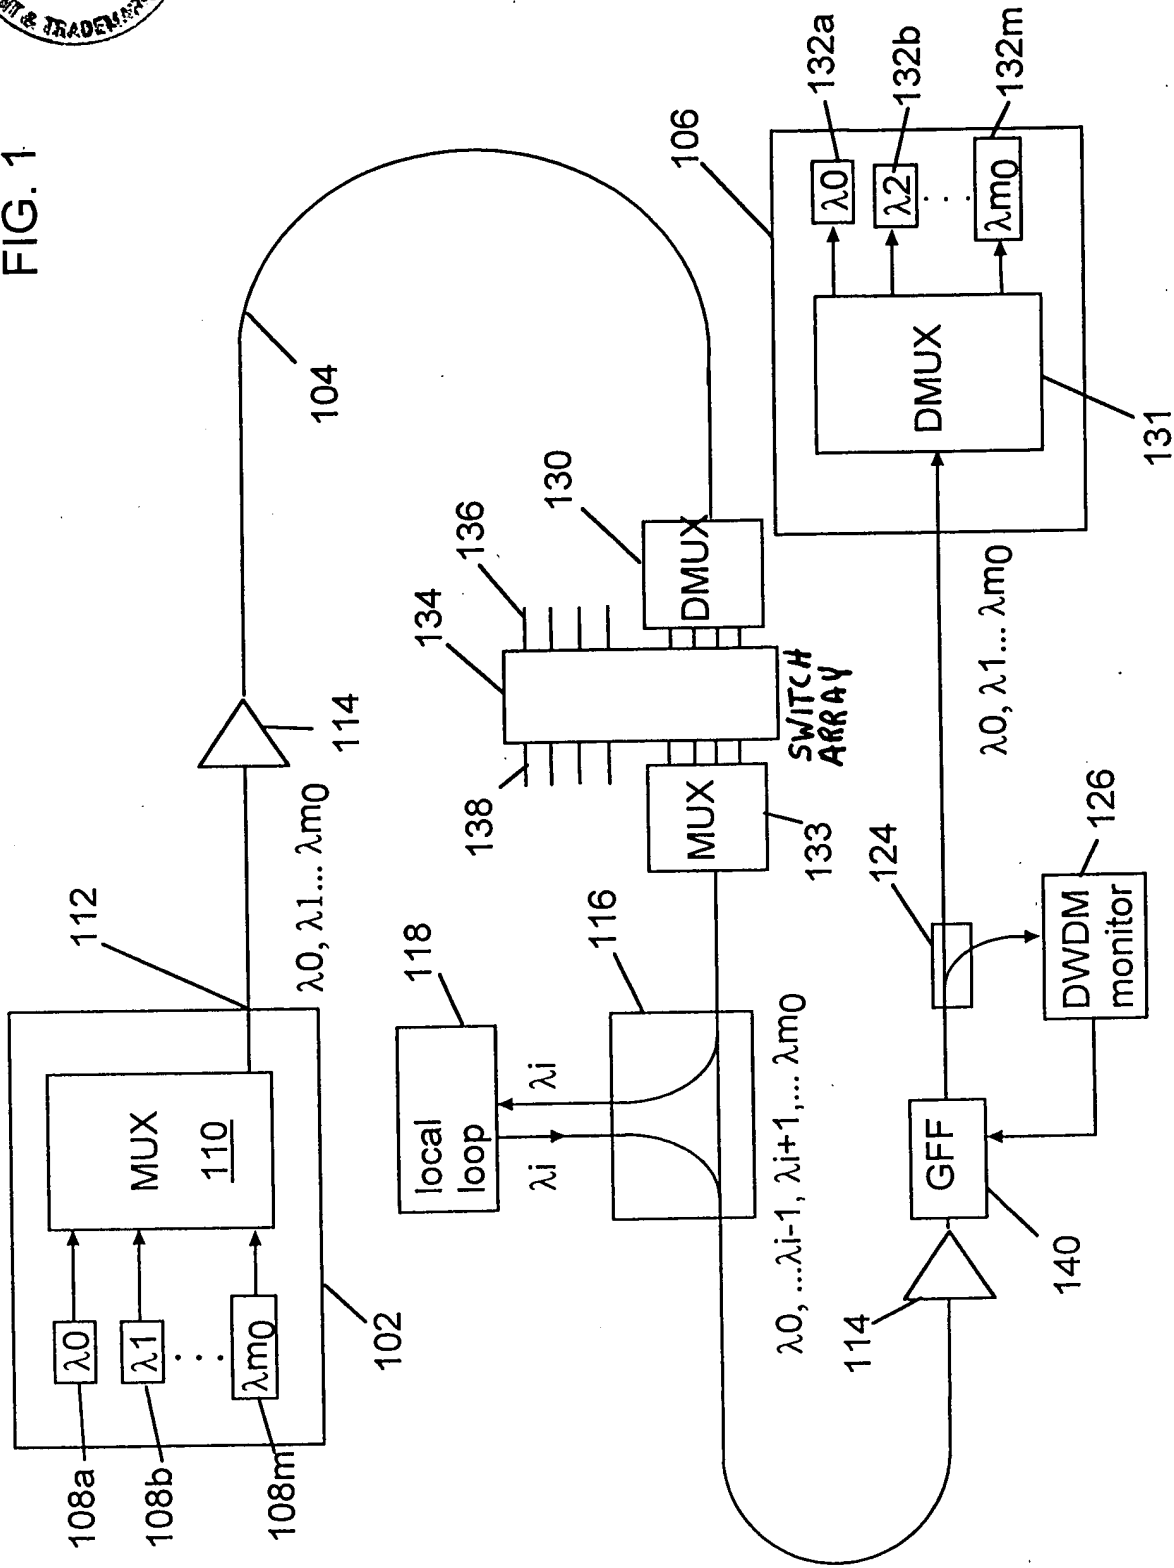 & TRADEMAR
FIG. 1
108a
108b
108m
λ0
λ1
. . .
λm0
MUX
110
102
112
λ0, λ1... λm0
114
104
118
local
loop
λi
λi
116
138
134
136
130
MUX
133
SWITCH
ARRAY
DMUX
λ0, ...λi-1, λi+1,... λm0
114
GFF
140
124
DWDM
monitor
126
λ0, λ1... λm0
106
DMUX
131
λ0
λ2
. . .
λm0
132a
132b
132m